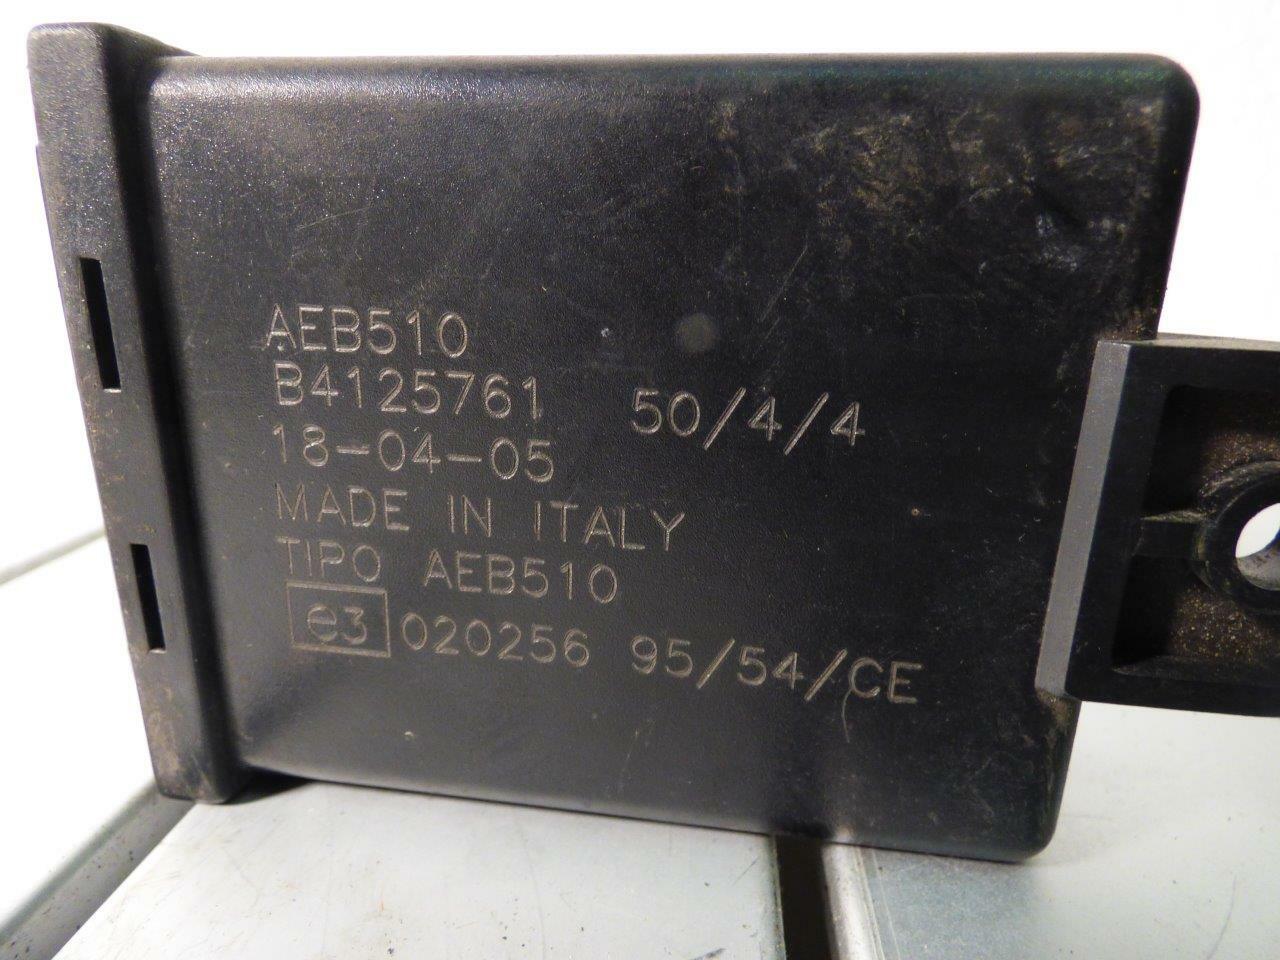 AEB510
B4125761 50/4/4
18-04-05
MADE IN ITALY
TIPO AEB510
e3 020256 95/54/CE